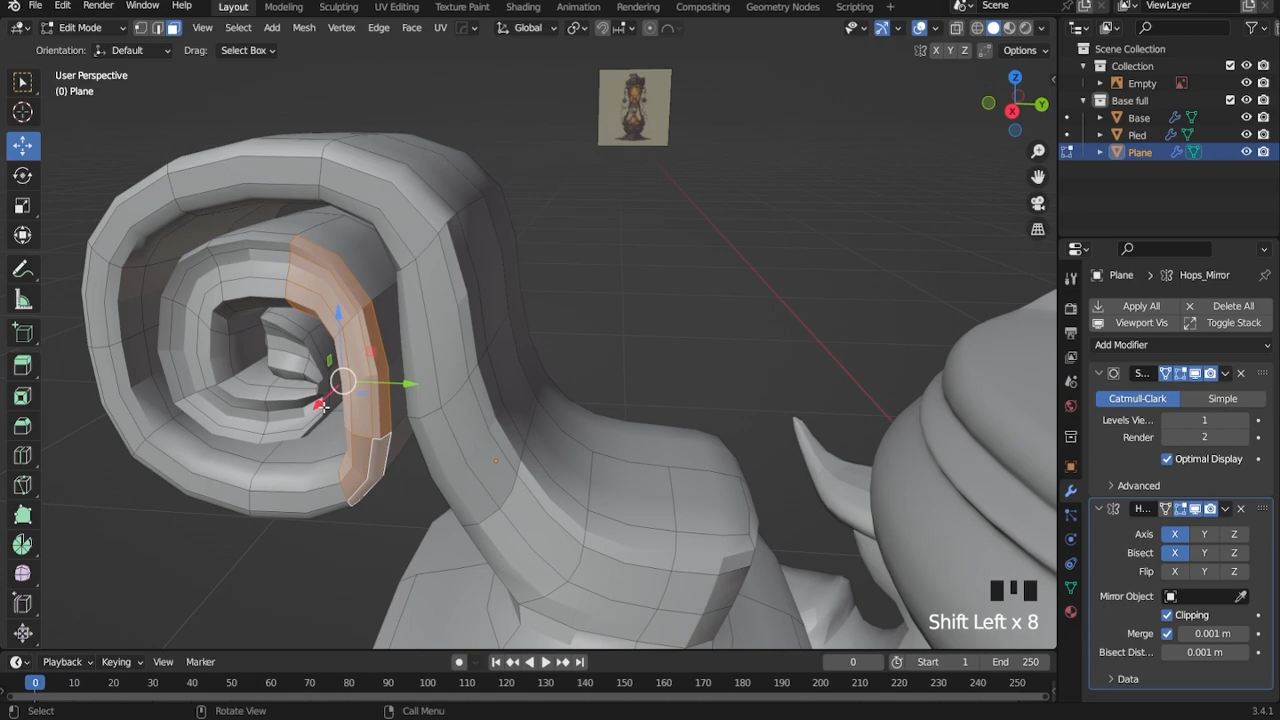 File Edit Render Window Help Layout Modeling Sculpting UV Editing Texture Paint Shading Animation Rendering Compositing Geometry Nodes Scripting + Scene ViewLayer
Edit Mode View Select Add Mesh Vertex Edge Face UV Global
Orientation: Default Drag: Select Box X Y Z Options
User Perspective
(0) Plane
Z
Y
X
Scene Collection
Collection
Empty
Base full
Base
Pied
Plane
Plane Hops_Mirror
Apply All Delete All
Viewport Vis Toggle Stack
Add Modifier
S...
Catmull-Clark Simple
Levels Vie... 1
Render 2
Optimal Display
Advanced
H...
Axis X Y Z
Bisect X Y Z
Flip X Y Z
Mirror Object
Clipping
Merge 0.001 m
Bisect Dist... 0.001 m
Data
Shift Left x 8
Playback Keying View Marker 0 Start 1 End 250
0 10 20 30 40 50 60 70 80 90 100 110 120 130 140 150 160 170 180 190 200 210 220 230 240 250
Select Rotate View Call Menu 3.4.1